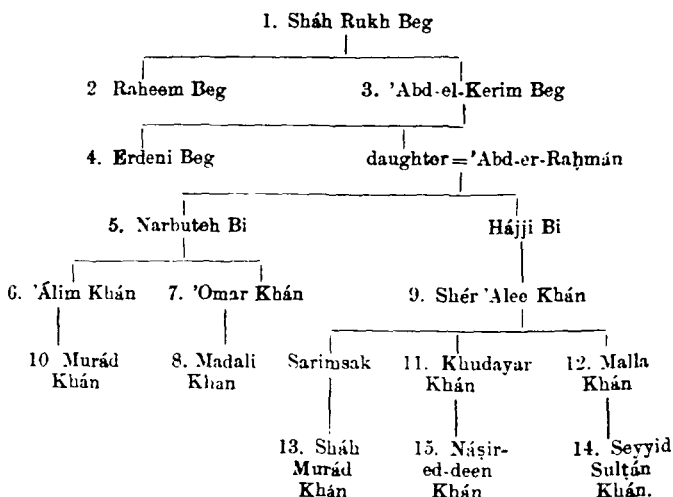 1. Sháh Rukh Beg
2 Raheem Beg 3. 'Abd-el-Kerim Beg
4. Erdeni Beg daughter='Abd-er-Raḥmán
5. Narbuteh Bi Hájji Bi
6. 'Álim Khán 7. 'Omar Khán 9. Shér 'Alee Khán
10 Murád 8. Madali Sarimsak 11. Khudayar 12. Malla
Khán Khan Khán Khán
13. Sháh 15. Náṣir- 14. Seyyid
Murád ed-deen Sulṭán
Khán Khán Khán.